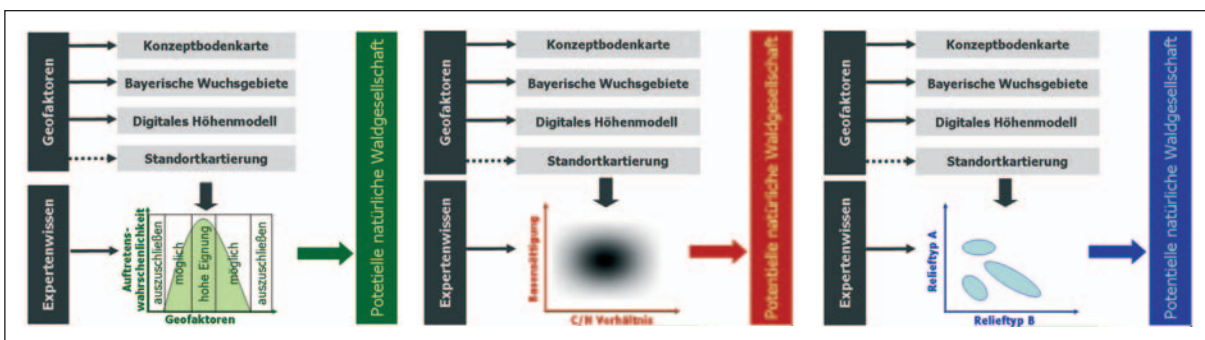 Geofaktoren
Konzeptbodenkarte
Bayerische Wuchsgebiete
Digitales Höhenmodell
Standortkartierung
Expertenwissen
Auftretens-
wahrschenlichkeit
auszuschließen
möglich
hohe Eignung
möglich
auszuschließen
Geofaktoren
Potetielle natürliche Waldgesellschaft
Geofaktoren
Konzeptbodenkarte
Bayerische Wuchsgebiete
Digitales Höhenmodell
Standortkartierung
Expertenwissen
Basensättigung
C/N Verhältnis
Potentielle natürliche Waldgesellschaft
Geofaktoren
Konzeptbodenkarte
Bayerische Wuchsgebiete
Digitales Höhenmodell
Standortkartierung
Expertenwissen
Relieftyp A
Relieftyp B
Potentielle natürliche Waldgesellschaft